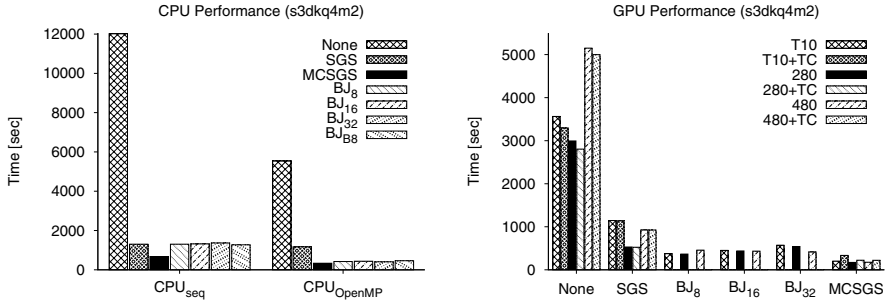 CPU Performance (s3dkq4m2)
Time [sec]
12000
10000
8000
6000
4000
2000
0
None
SGS
MCSGS
BJ8
BJ16
BJ32
BJB8
CPUseq
CPUOpenMP
GPU Performance (s3dkq4m2)
Time [sec]
5000
4000
3000
2000
1000
0
T10
T10+TC
280
280+TC
480
480+TC
None
SGS
BJ8
BJ16
BJ32
MCSGS